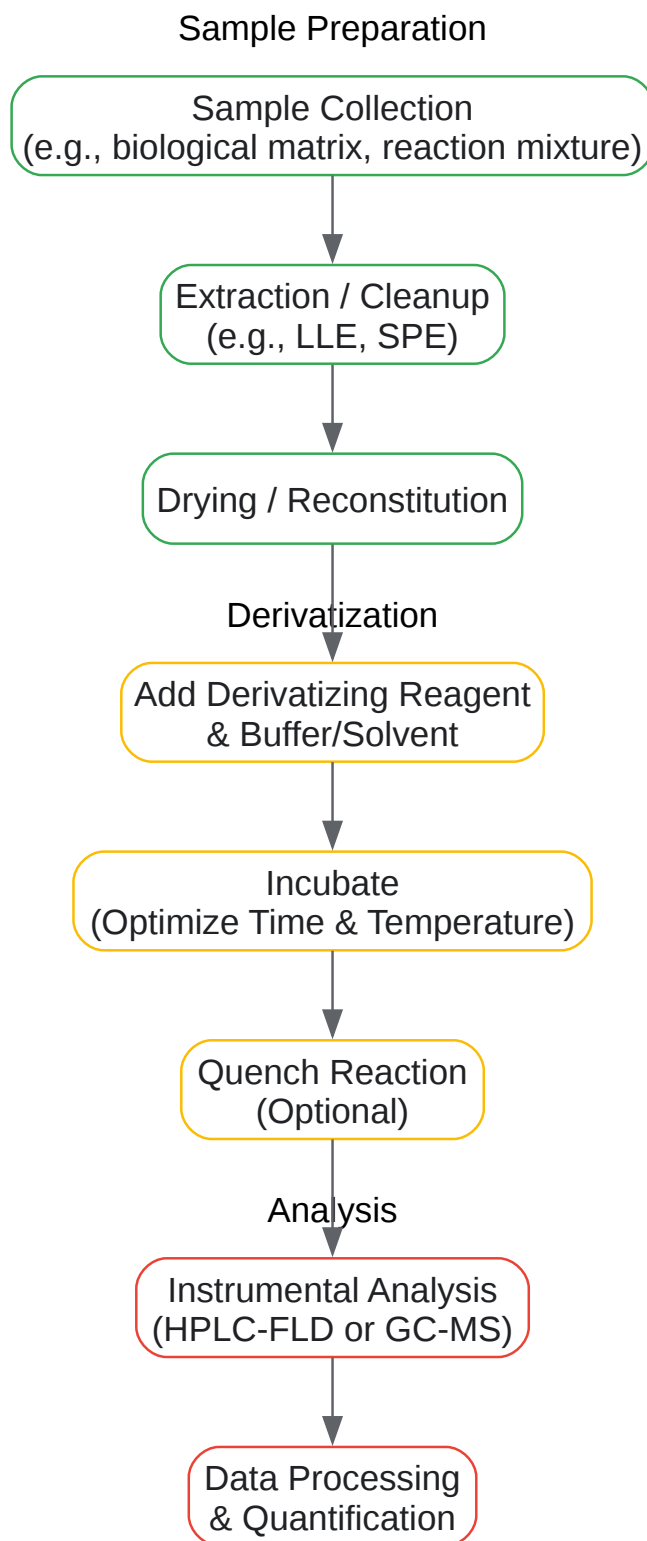 Sample Preparation
Sample Collection
(e.g., biological matrix, reaction mixture)
Extraction / Cleanup
(e.g., LLE, SPE)
Drying / Reconstitution
Derivatization
Add Derivatizing Reagent
& Buffer/Solvent
Incubate
(Optimize Time & Temperature)
Quench Reaction
(Optional)
Analysis
Instrumental Analysis
(HPLC-FLD or GC-MS)
Data Processing
& Quantification